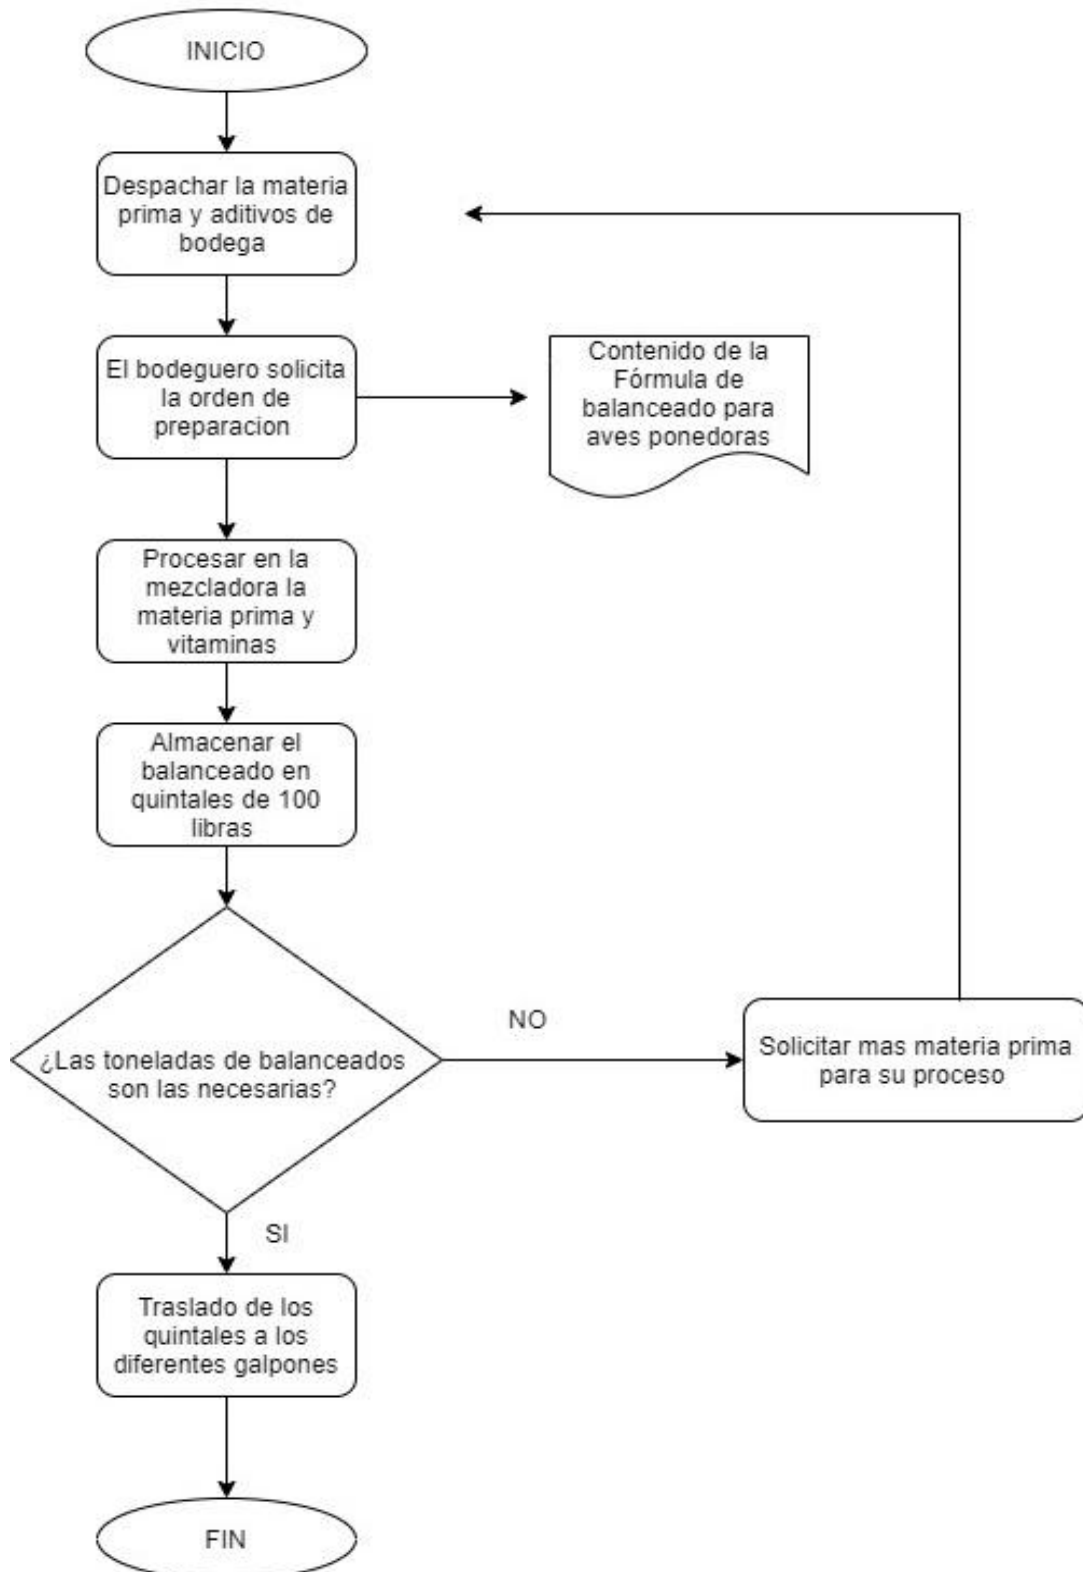 INICIO
Despachar la materia
prima y aditivos de
bodega
El bodeguero solicita
la orden de
preparacion
Contenido de la
Fórmula de
balanceado para
aves ponedoras
Procesar en la
mezcladora la
materia prima y
vitaminas
Almacenar el
balanceado en
quintales de 100
libras
¿Las toneladas de balanceados
son las necesarias?
NO
Solicitar mas materia prima
para su proceso
SI
Traslado de los
quintales a los
diferentes galpones
FIN